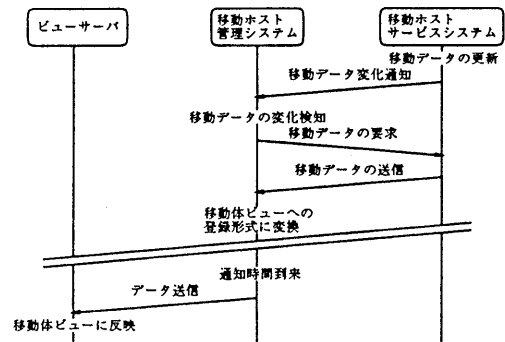 ビューサーバ
移動ホスト
管理システム
移動ホスト
サービスシステム
移動データの更新
移動データ変化通知
移動データの変化検知
移動データの要求
移動データの送信
移動体ビューへの
登録形式に変換
通知時間到来
データ送信
移動体ビューに反映